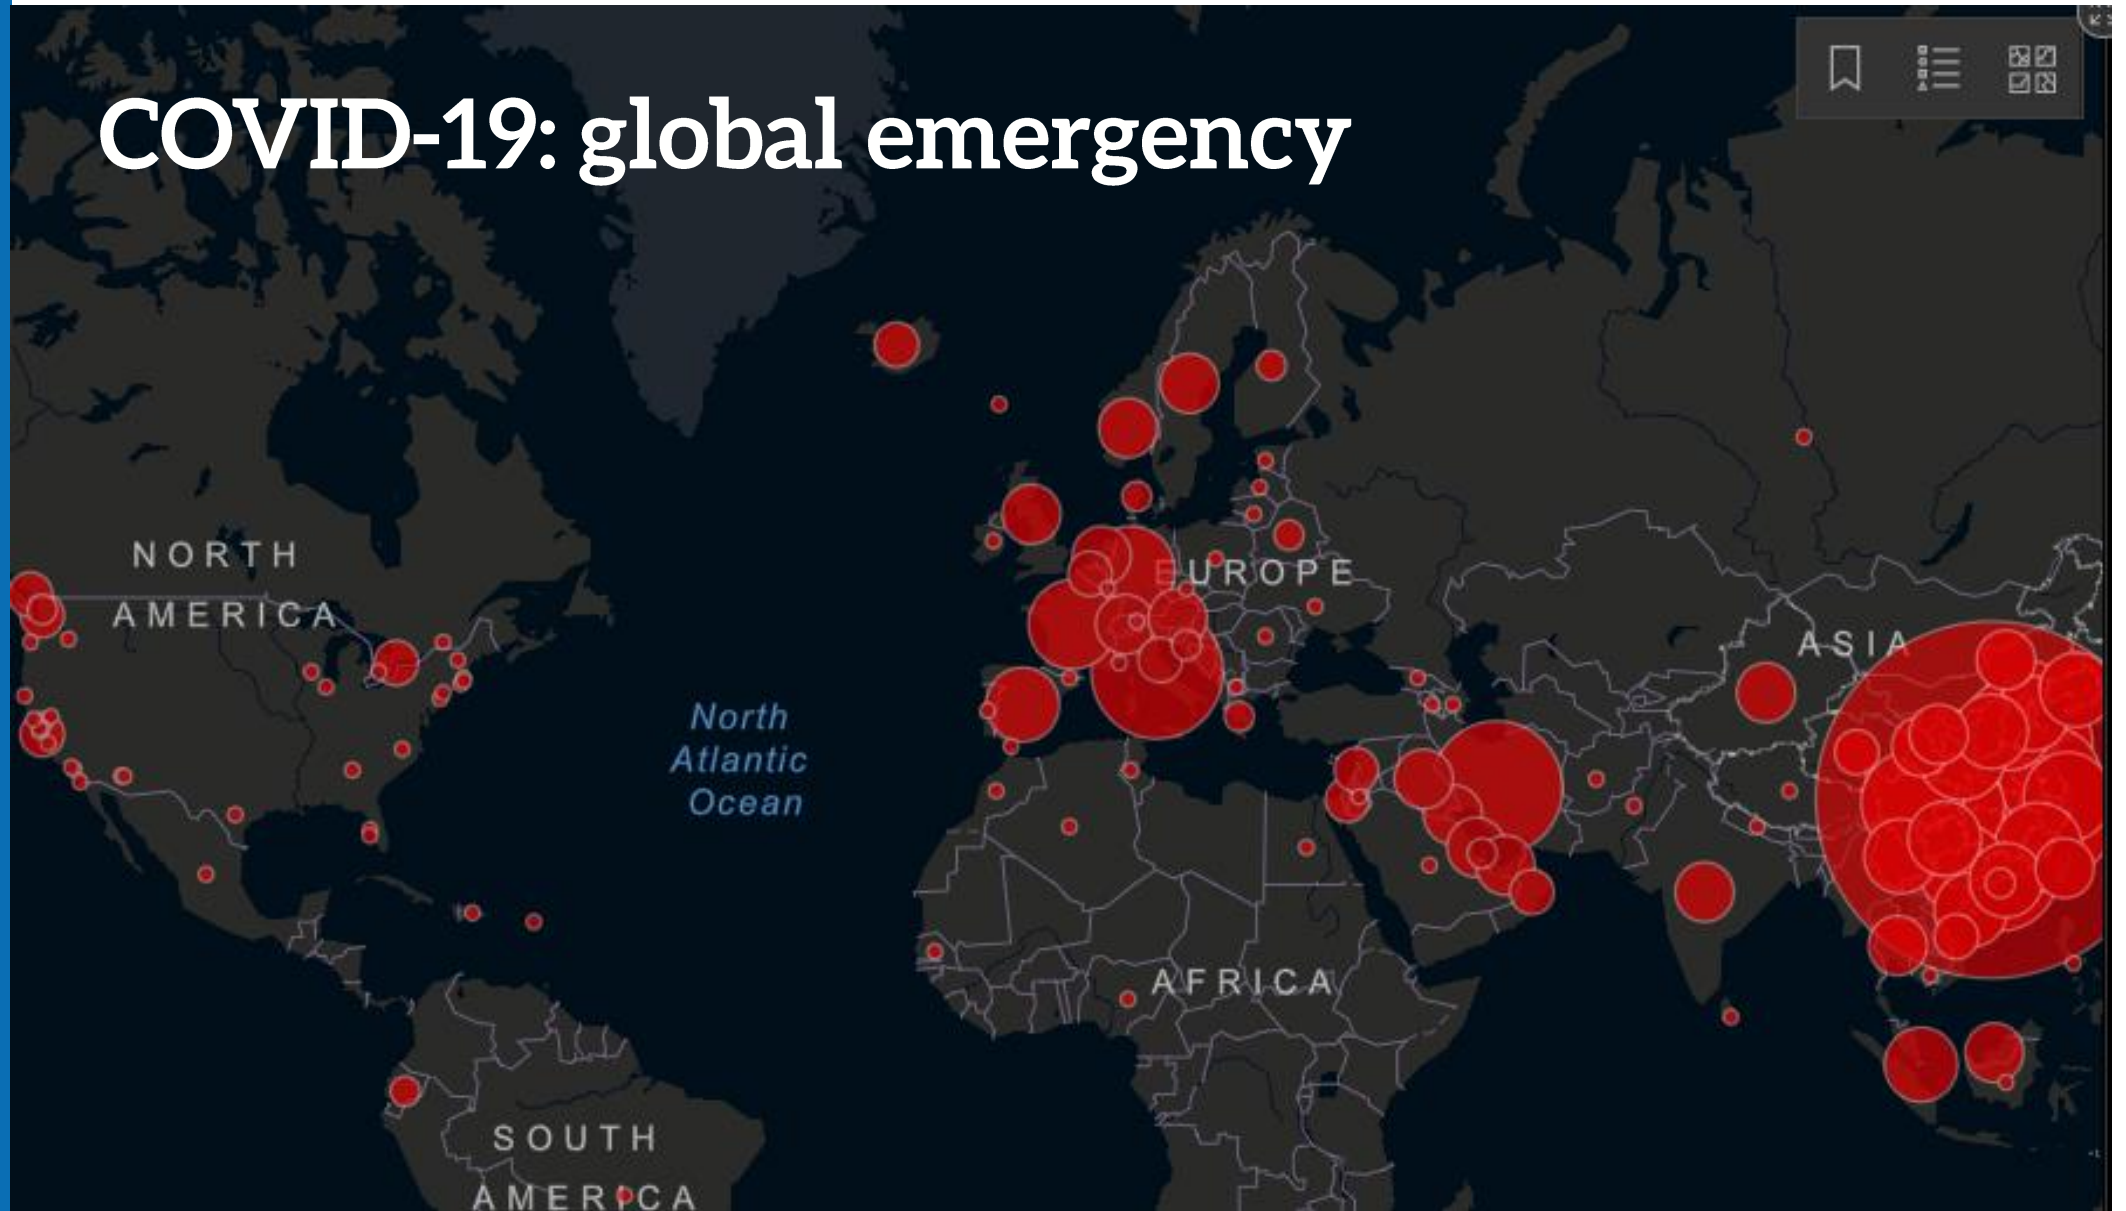 COVID-19: global emergency
NORTH
AMERICA
EUROPE
ASIA
North
Atlantic
Ocean
AFRICA
SOUTH
AMERICA